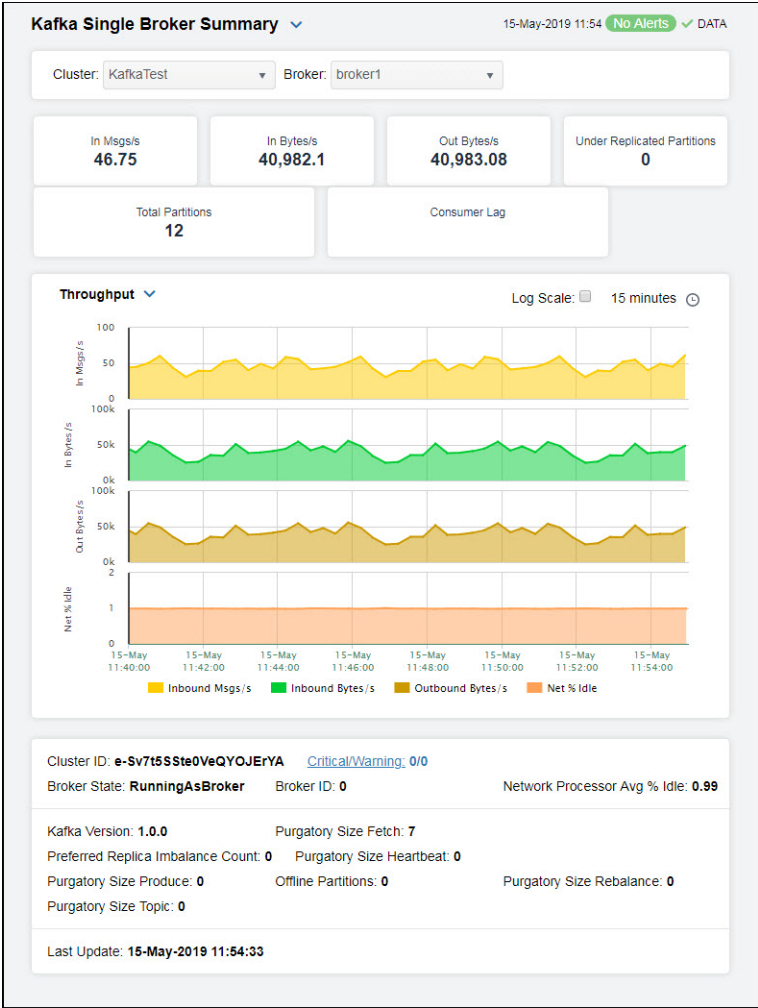 Kafka Single Broker Summary
15-May-2019 11:54 No Alerts DATA
Cluster: KafkaTest Broker: broker1
In Msgs/s
46.75
In Bytes/s
40,982.1
Out Bytes/s
40,983.08
Under Replicated Partitions
0
Total Partitions
12
Consumer Lag
Throughput
Log Scale: 15 minutes
In Msgs/s
100
50
0
In Bytes/s
100k
50k
0k
Out Bytes/s
100k
50k
0k
Net % Idle
2
1
0
15-May 15-May 15-May 15-May 15-May 15-May 15-May 15-May
11:40:00 11:42:00 11:44:00 11:46:00 11:48:00 11:50:00 11:52:00 11:54:00
Inbound Msgs/s Inbound Bytes/s Outbound Bytes/s Net % Idle
Cluster ID: e-Sv7t5SSte0VeQYOJErYA Critical/Warning: 0/0
Broker State: RunningAsBroker Broker ID: 0 Network Processor Avg % Idle: 0.99
Kafka Version: 1.0.0 Purgatory Size Fetch: 7
Preferred Replica Imbalance Count: 0 Purgatory Size Heartbeat: 0
Purgatory Size Produce: 0 Offline Partitions: 0 Purgatory Size Rebalance: 0
Purgatory Size Topic: 0
Last Update: 15-May-2019 11:54:33